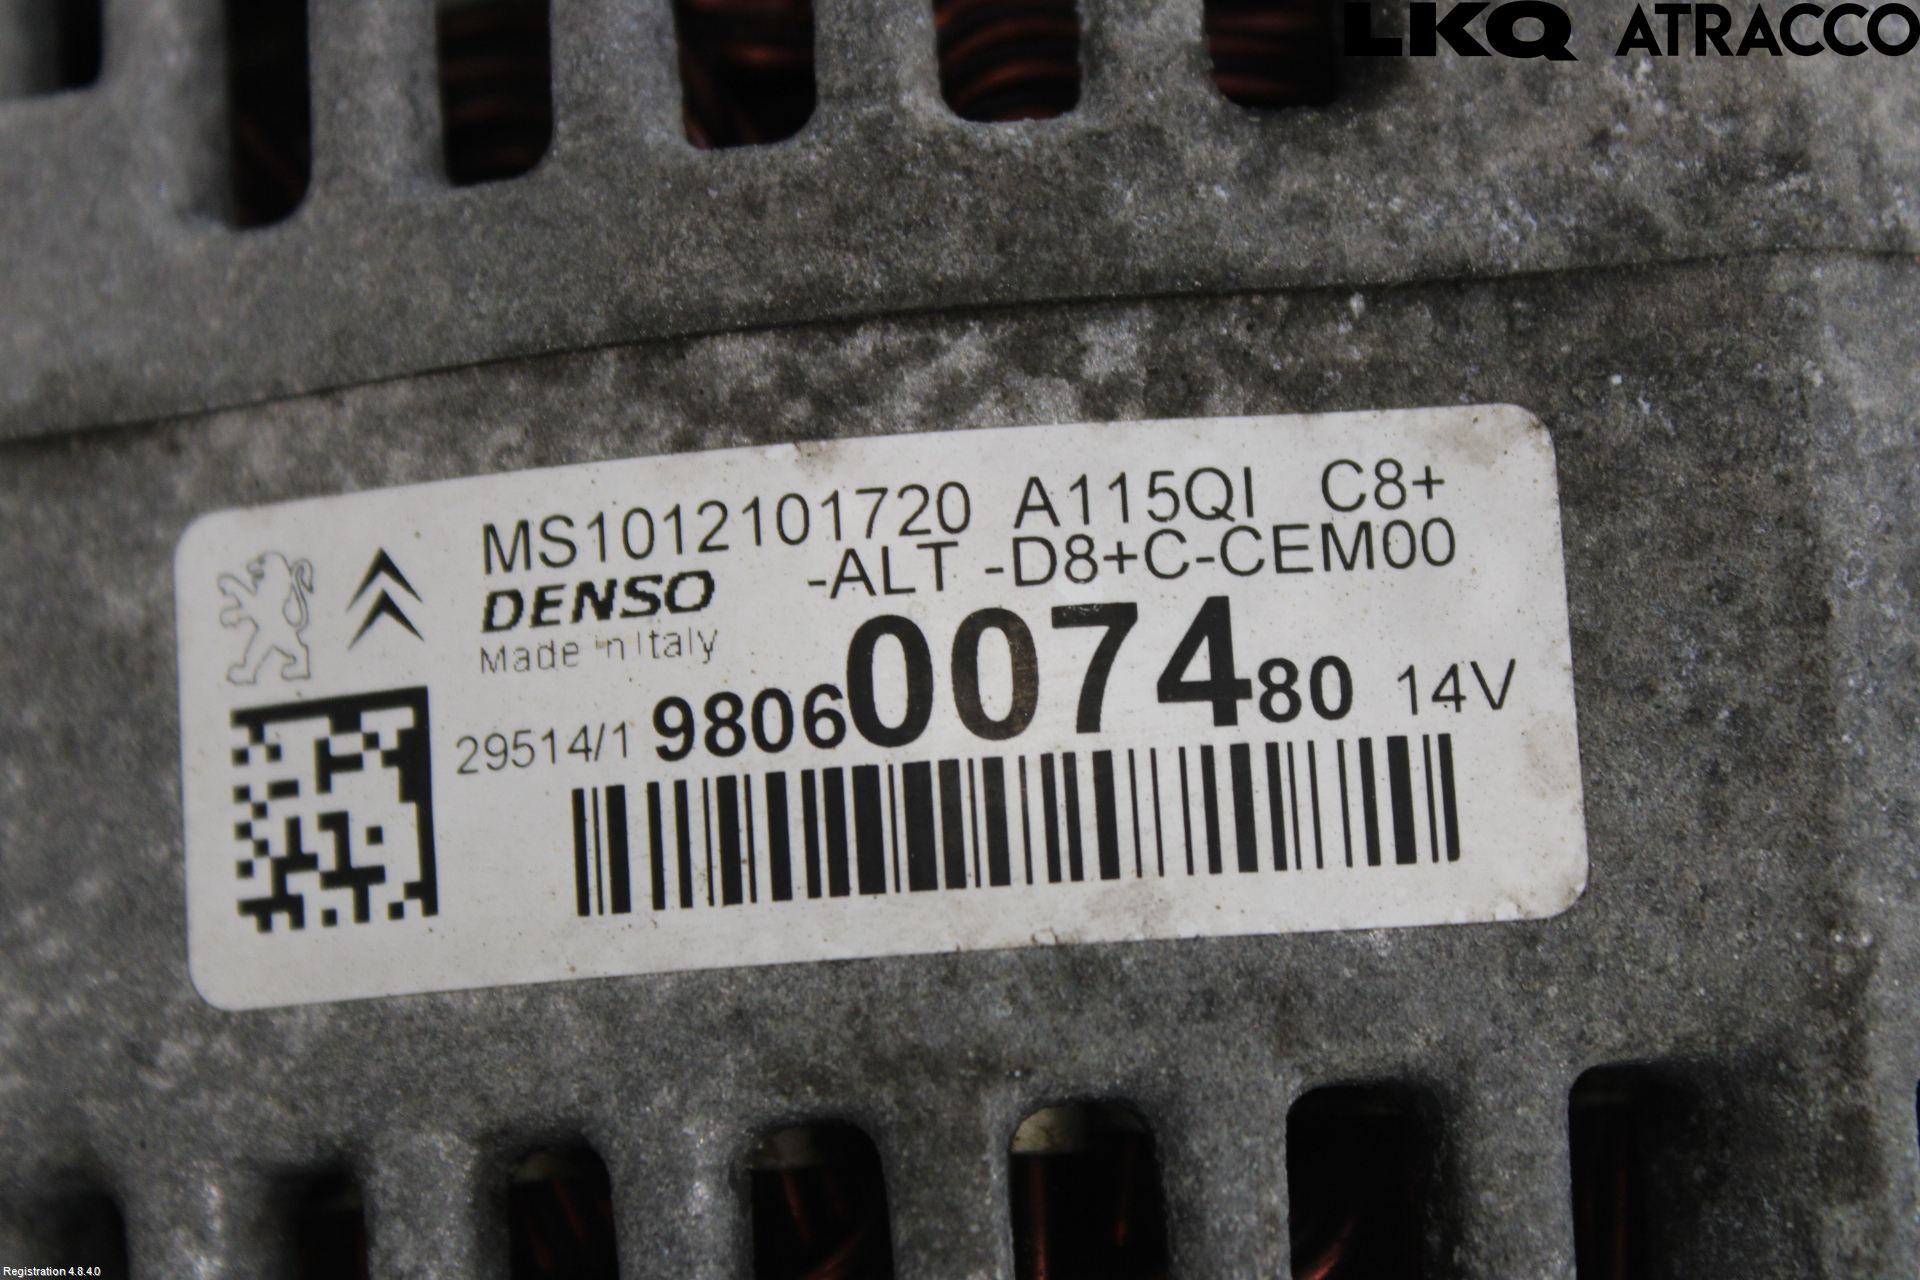 LKQ ATRACCO
MS1012101720 A115QI C8+
DENSO -ALT -D8+C-CEM00
Made in Italy
29514/1 9806007480 14V
Registration 4.8.4.0